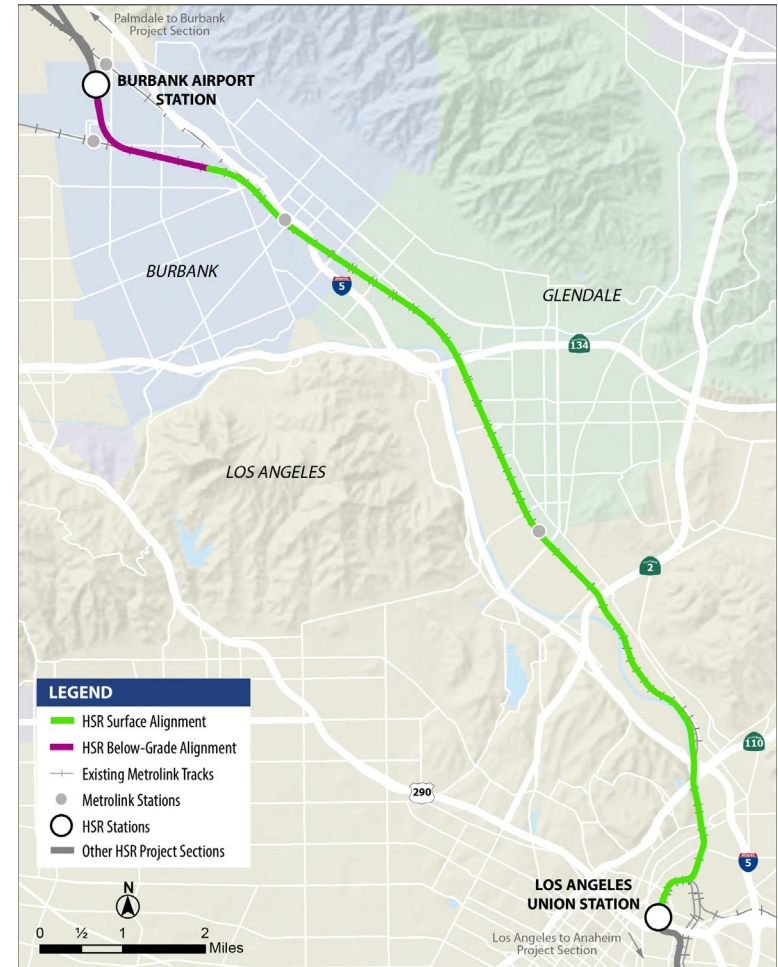 Palmdale to Burbank
Project Section
BURBANK AIRPORT
STATION
BURBANK
5
GLENDALE
134
LOS ANGELES
2
LEGEND
HSR Surface Alignment
HSR Below-Grade Alignment
Existing Metrolink Tracks
Metrolink Stations
HSR Stations
Other HSR Project Sections
110
290
5
N
0 ½ 1 2
Miles
LOS ANGELES
UNION STATION
Los Angeles to Anaheim
Project Section